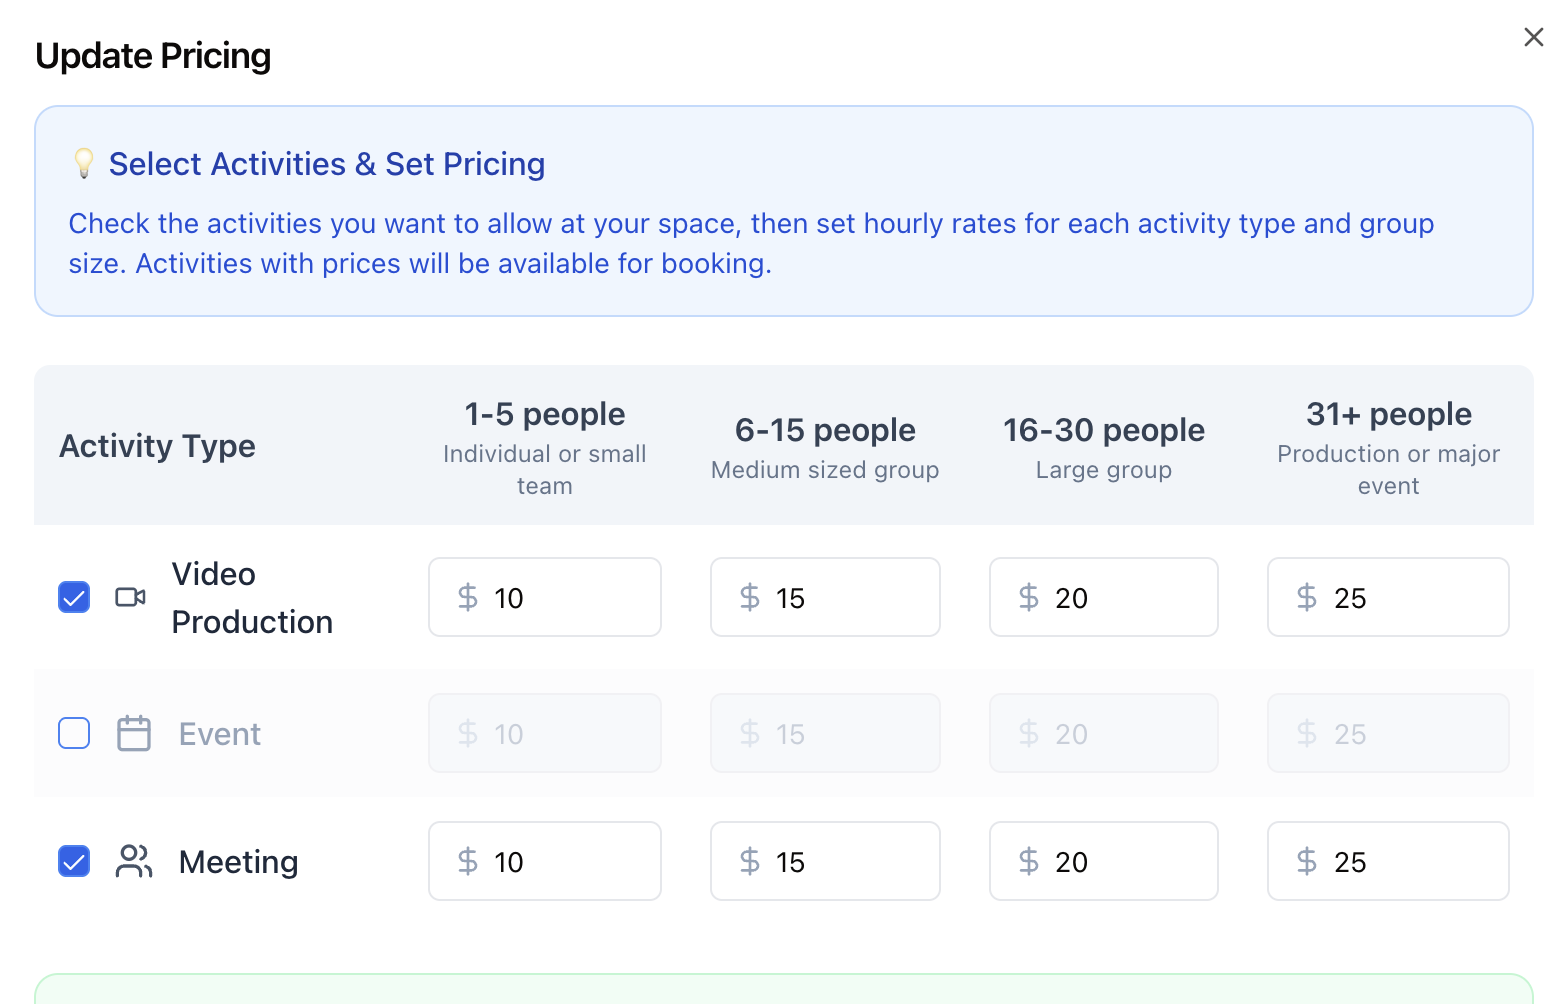 Update Pricing
💡 Select Activities & Set Pricing
Check the activities you want to allow at your space, then set hourly rates for each activity type and group
size. Activities with prices will be available for booking.
Activity Type
1-5 people
Individual or small
team
6-15 people
Medium sized group
16-30 people
Large group
31+ people
Production or major
event
Video
Production
$ 10
$ 15
$ 20
$ 25
Event
$ 10
$ 15
$ 20
$ 25
Meeting
$ 10
$ 15
$ 20
$ 25